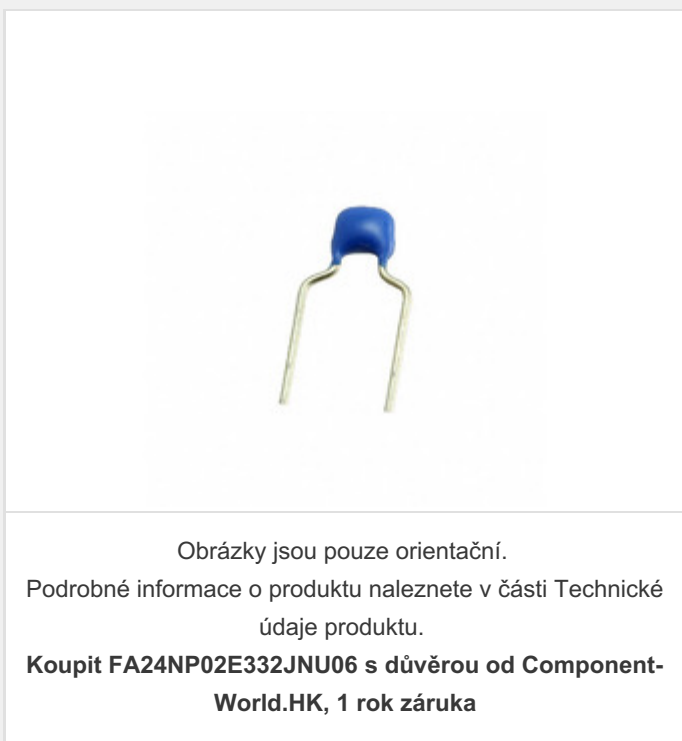 Obrázky jsou pouze orientační.
Podrobné informace o produktu naleznete v části Technické
údaje produktu.
Koupit FA24NP02E332JNU06 s důvěrou od Component-
World.HK, 1 rok záruka